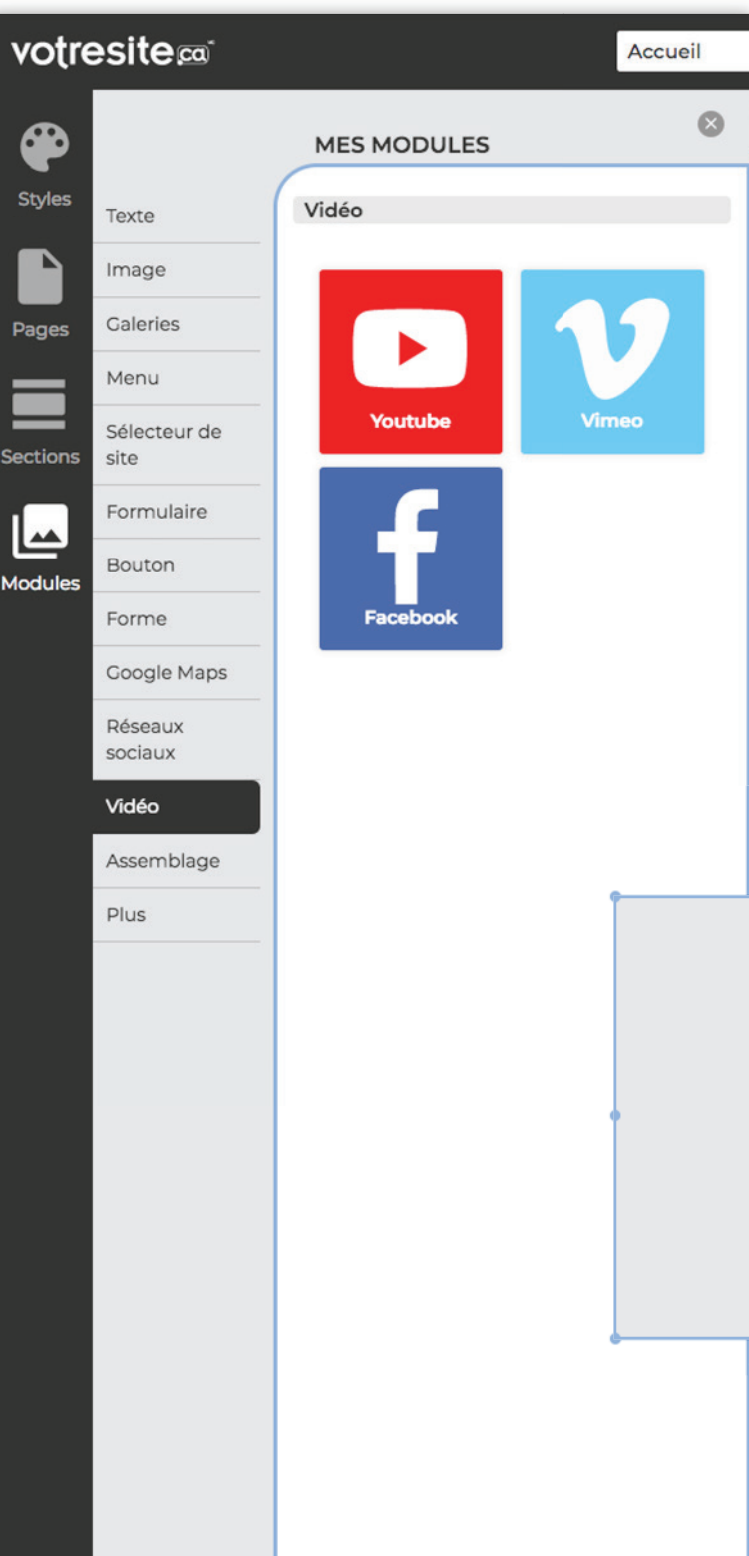 votresite.ca
Accueil
Styles
Pages
Sections
Modules
Texte
Image
Galeries
Menu
Sélecteur de
site
Formulaire
Bouton
Forme
Google Maps
Réseaux
sociaux
Vidéo
Assemblage
Plus
MES MODULES
Vidéo
Youtube
Vimeo
Facebook